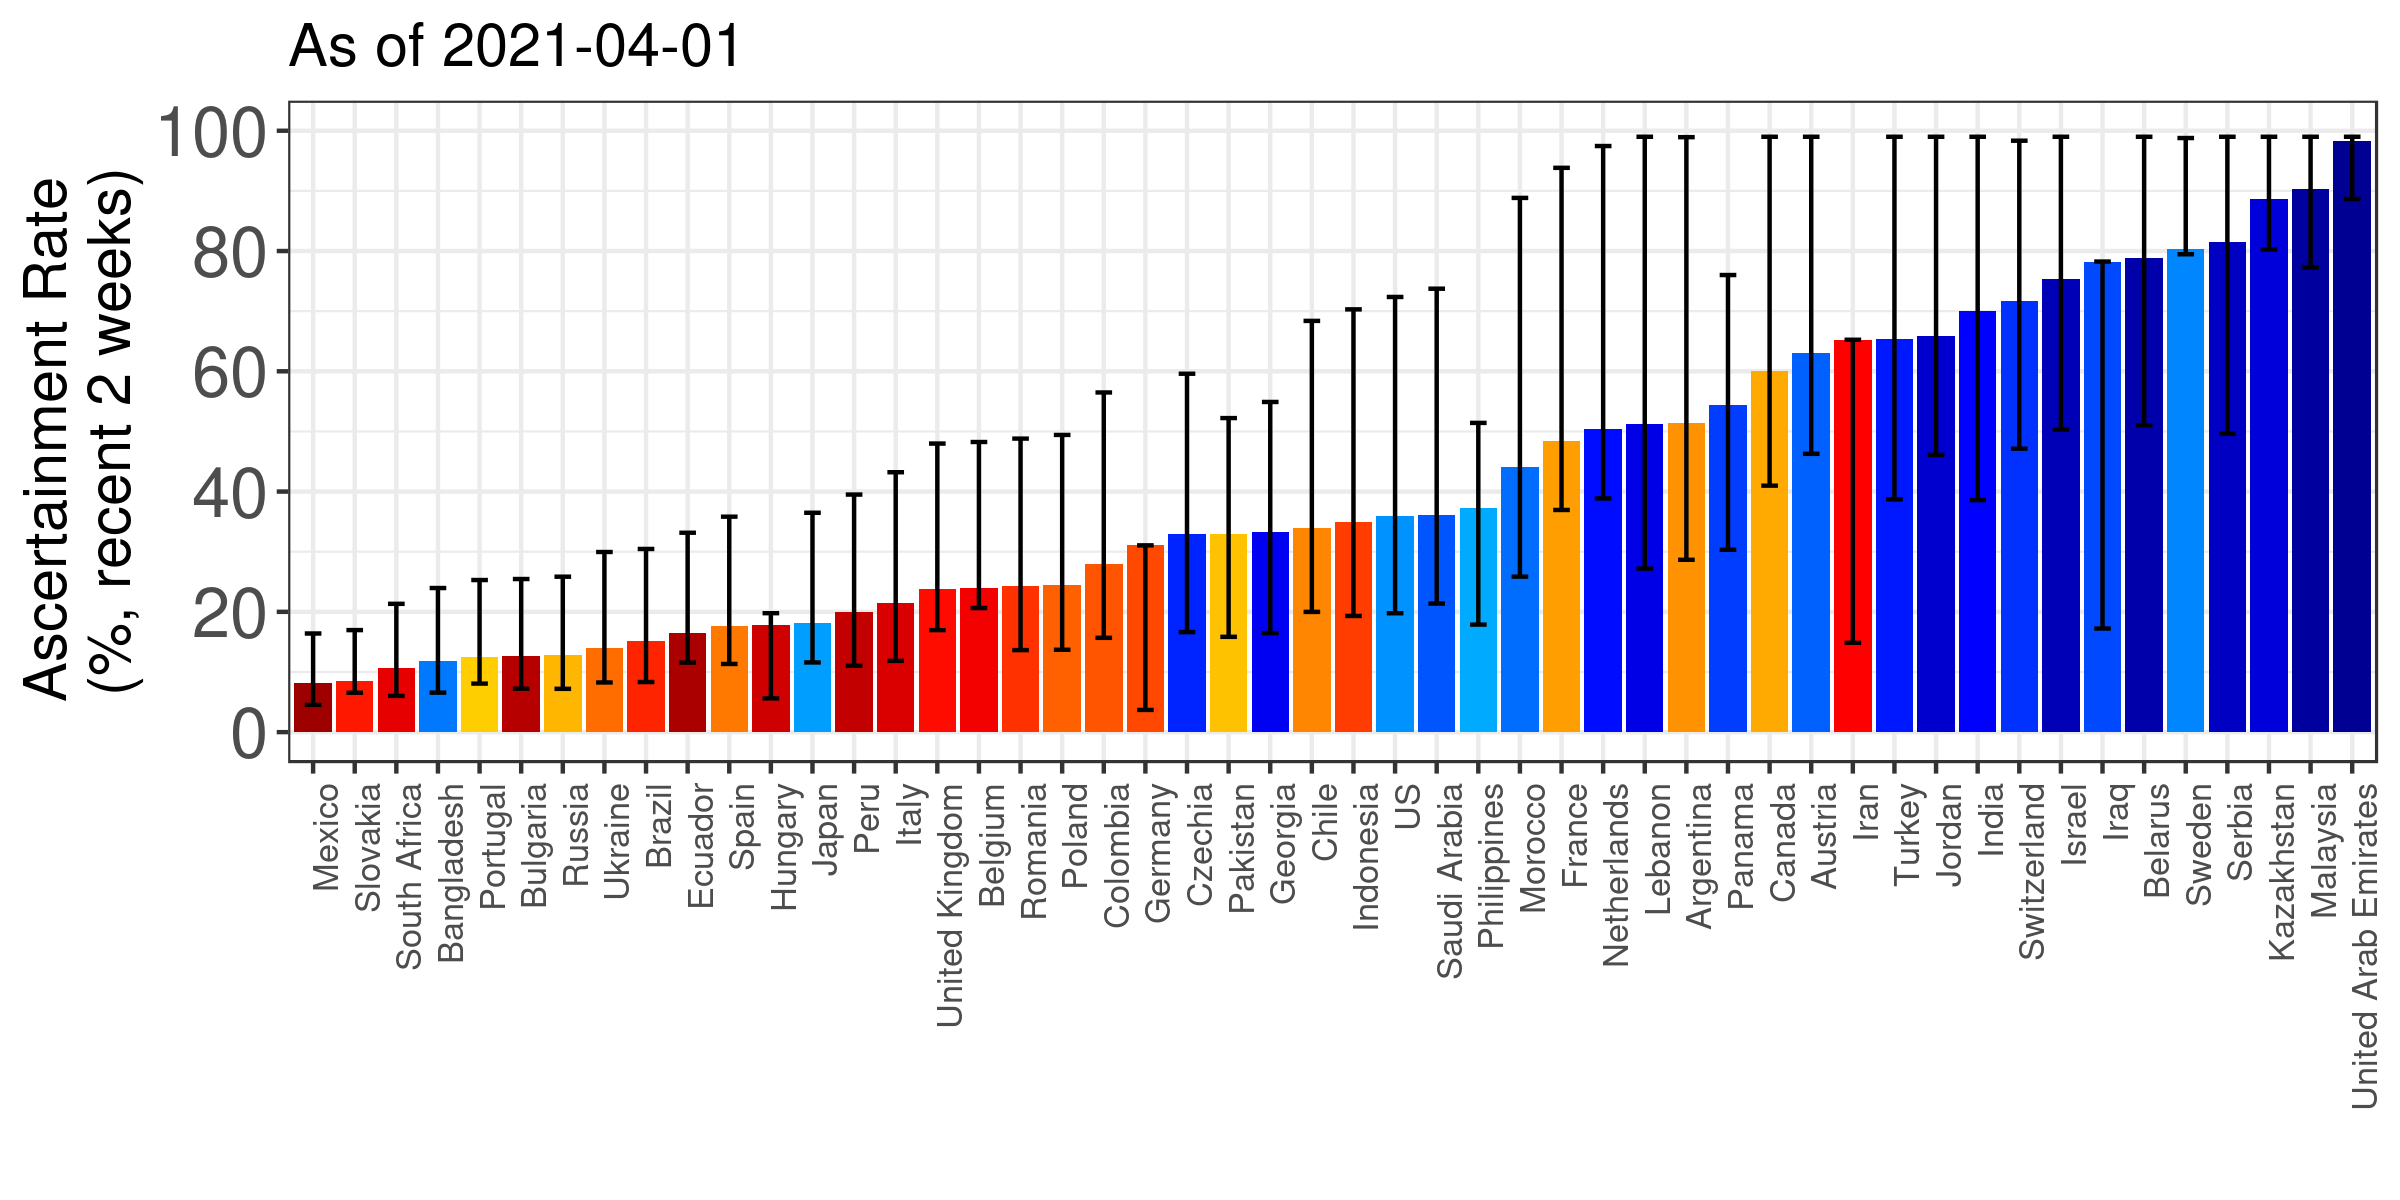 As of 2021-04-01
Ascertainment Rate
(%, recent 2 weeks)
100
80
60
40
20
0
Mexico
Slovakia
South Africa
Bangladesh
Portugal
Bulgaria
Russia
Ukraine
Brazil
Ecuador
Spain
Hungary
Japan
Peru
Italy
United Kingdom
Belgium
Romania
Poland
Colombia
Germany
Czechia
Pakistan
Georgia
Chile
Indonesia
US
Saudi Arabia
Philippines
Morocco
France
Netherlands
Lebanon
Argentina
Panama
Canada
Austria
Iran
Turkey
Jordan
India
Switzerland
Israel
Iraq
Belarus
Sweden
Serbia
Kazakhstan
Malaysia
United Arab Emirates